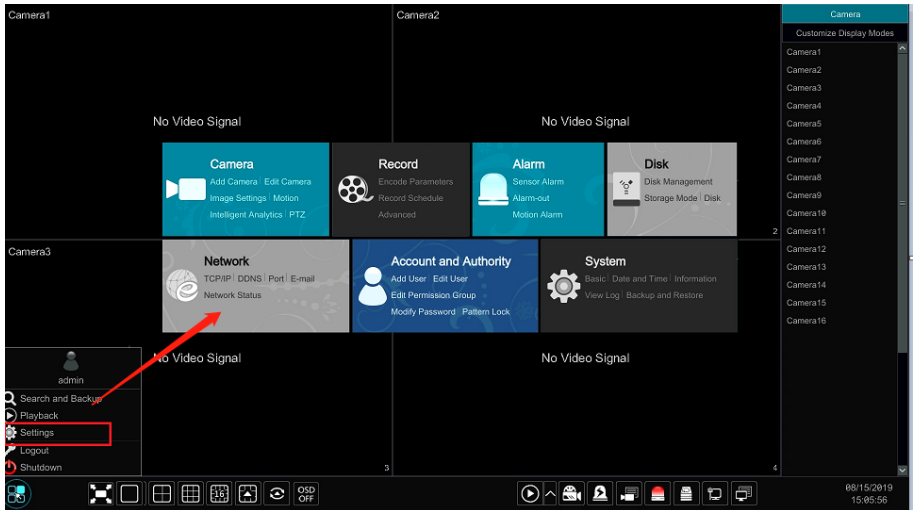 Camera1
Camera2
Camera
Customize Display Modes
Camera1
Camera2
Camera3
Camera4
Camera5
Camera6
Camera7
Camera8
Camera9
Camera10
Camera11
Camera12
Camera13
Camera14
Camera15
Camera16
No Video Signal
No Video Signal
Camera
Add Camera Edit Camera
Image Settings Motion
Intelligent Analytics PTZ
Record
Encode Parameters
Record Schedule
Advanced
Alarm
Sensor Alarm
Alarm-out
Motion Alarm
Disk
Disk Management
Storage Mode Disk
2
Camera3
Network
TCP/IP DDNS Port E-mail
Network Status
Account and Authority
Add User Edit User
Edit Permission Group
Modify Password Pattern Lock
System
Basic Date and Time Information
View Log Backup and Restore
No Video Signal
No Video Signal
admin
Search and Backup
Playback
Settings
Logout
Shutdown
3
4
16
OSD
OFF
08/15/2019
15:05:56